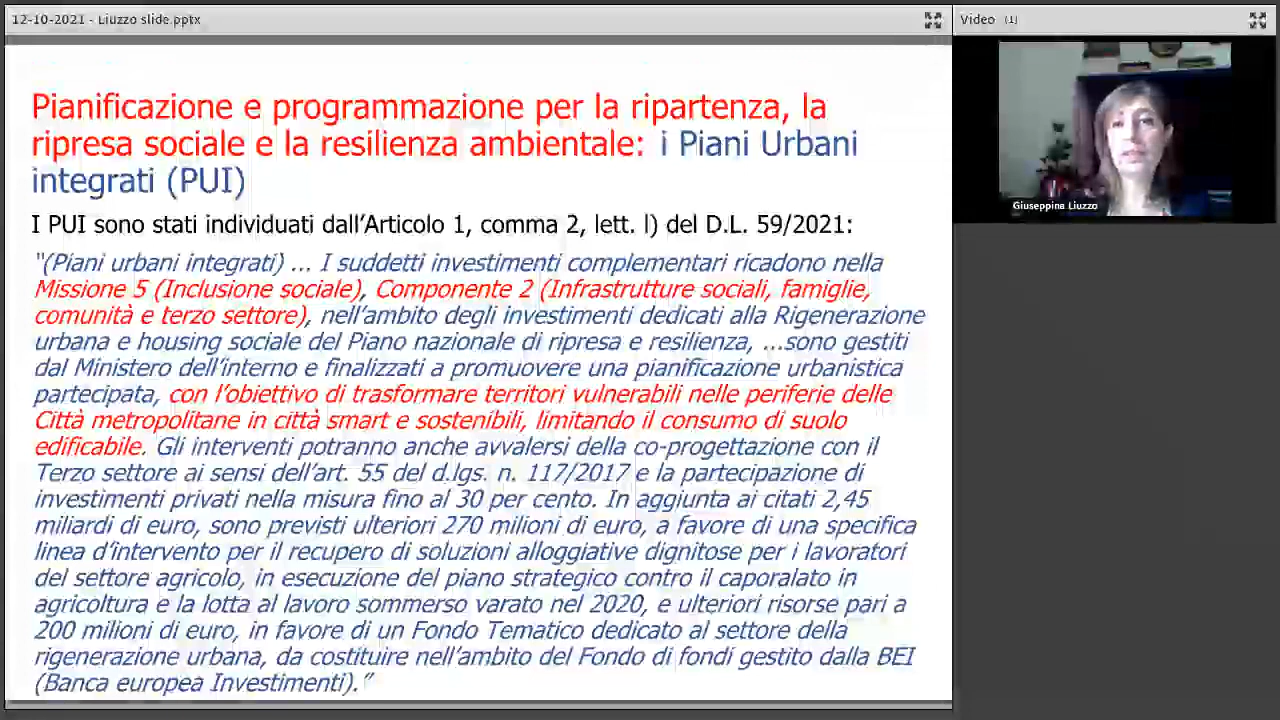 12-10-2021 - Liuzzo slide.pptx
Video (1)
Pianificazione e programmazione per la ripartenza, la
ripresa sociale e la resilienza ambientale: i Piani Urbani
integrati (PUI)
I PUI sono stati individuati dall'Articolo 1, comma 2, lett. l) del D.L. 59/2021:
"(Piani urbani integrati) ... I suddetti investimenti complementari ricadono nella
Missione 5 (Inclusione sociale), Componente 2 (Infrastrutture sociali, famiglie,
comunità e terzo settore), nell'ambito degli investimenti dedicati alla Rigenerazione
urbana e housing sociale del Piano nazionale di ripresa e resilienza, ...sono gestiti
dal Ministero dell'interno e finalizzati a promuovere una pianificazione urbanistica
partecipata, con l'obiettivo di trasformare territori vulnerabili nelle periferie delle
Città metropolitane in città smart e sostenibili, limitando il consumo di suolo
edificabile. Gli interventi potranno anche avvalersi della co-progettazione con il
Terzo settore ai sensi dell'art. 55 del d.lgs. n. 117/2017 e la partecipazione di
investimenti privati nella misura fino al 30 per cento. In aggiunta ai citati 2,45
miliardi di euro, sono previsti ulteriori 270 milioni di euro, a favore di una specifica
linea d'intervento per il recupero di soluzioni alloggiative dignitose per i lavoratori
del settore agricolo, in esecuzione del piano strategico contro il caporalato in
agricoltura e la lotta al lavoro sommerso varato nel 2020, e ulteriori risorse pari a
200 milioni di euro, in favore di un Fondo Tematico dedicato al settore della
rigenerazione urbana, da costituire nell'ambito del Fondo di fondi gestito dalla BEI
(Banca europea Investimenti)."
Giuseppina Liuzzo